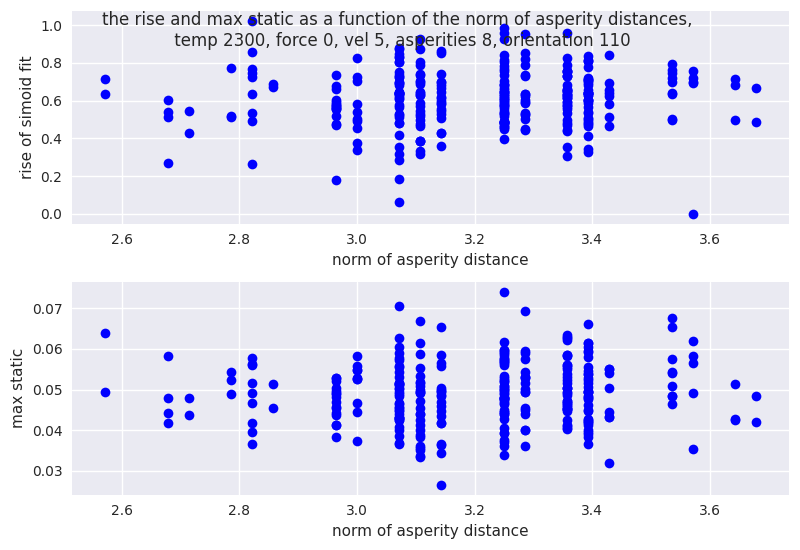 the rise and max static as a function of the norm of asperity distances,
temp 2300, force 0, vel 5, asperities 8, orientation 110
1.0
0.8
0.6
0.4
0.2
0.0
rise of simoid fit
2.6 2.8 3.0 3.2 3.4 3.6
norm of asperity distance
0.07
0.06
0.05
0.04
0.03
max static
2.6 2.8 3.0 3.2 3.4 3.6
norm of asperity distance